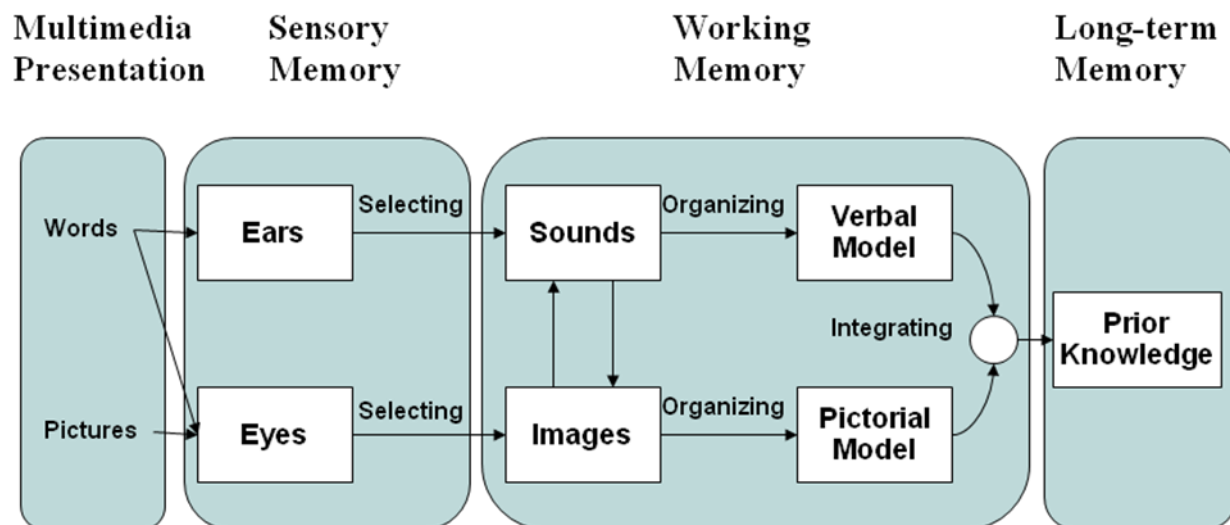 Multimedia
Presentation
Sensory
Memory
Working
Memory
Long-term
Memory
Words
Ears
Selecting
Sounds
Organizing
Verbal
Model
Integrating
Prior
Knowledge
Pictures
Eyes
Selecting
Images
Organizing
Pictorial
Model